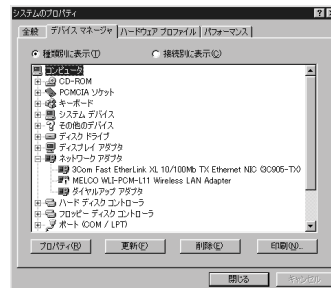 システムのプロパティ
全般 デバイス マネージャ ハードウェア プロファイル パフォーマンス
種類別に表示(T) 接続別に表示(C)
コンピュータ
CD-ROM
PCMCIA ソケット
キーボード
システム デバイス
その他のデバイス
ディスク ドライブ
ディスプレイ アダプタ
ネットワーク アダプタ
3Com Fast EtherLink XL 10/100Mb TX Ethernet NIC (3C905-TX)
MELCO WLI-PCM-L11 Wireless LAN Adapter
ダイヤルアップ アダプタ
ハード ディスク コントローラ
フロッピー ディスク コントローラ
ポート (COM / LPT)
プロパティ(R) 更新(F) 削除(E) 印刷(N)...
閉じる キャンセル